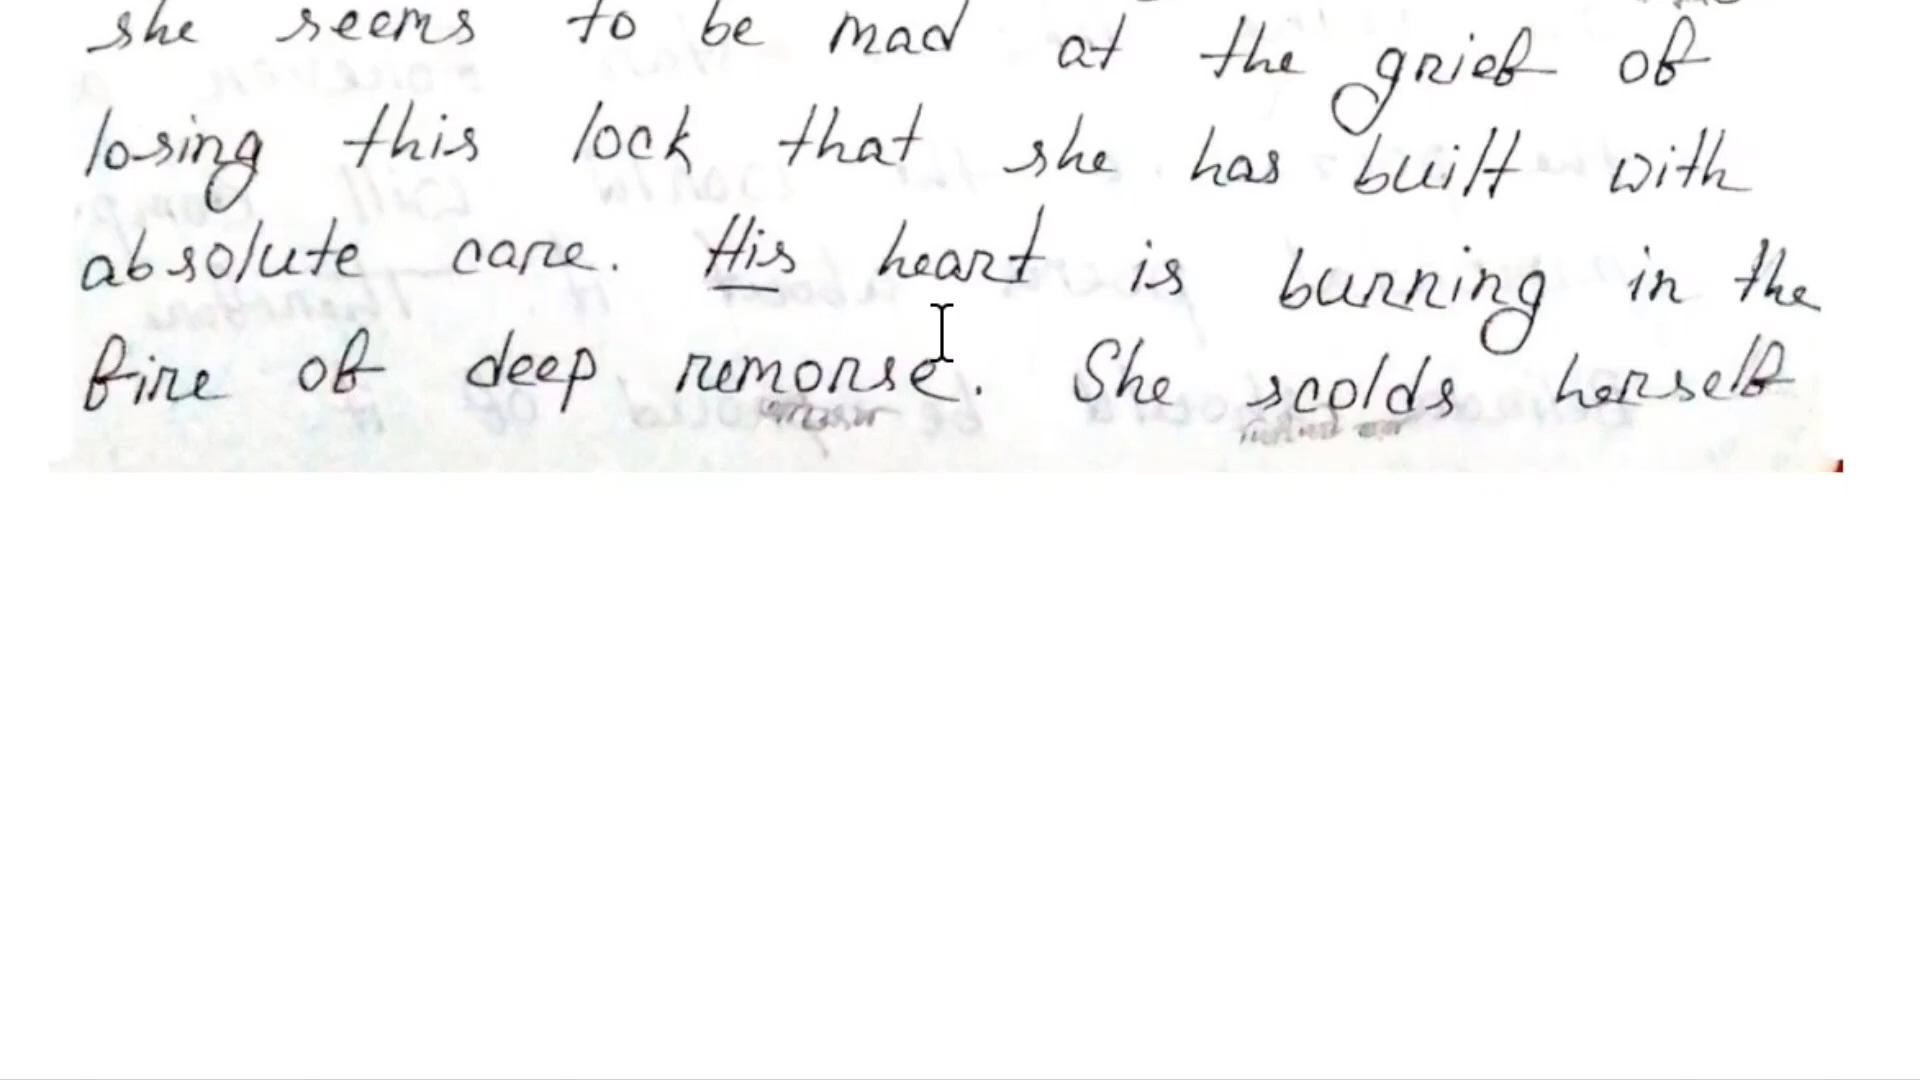 she seems to be mad at the grief of
losing this lock that she has built with
absolute care. His heart is burning in the
fire of deep remorse. She scolds herself